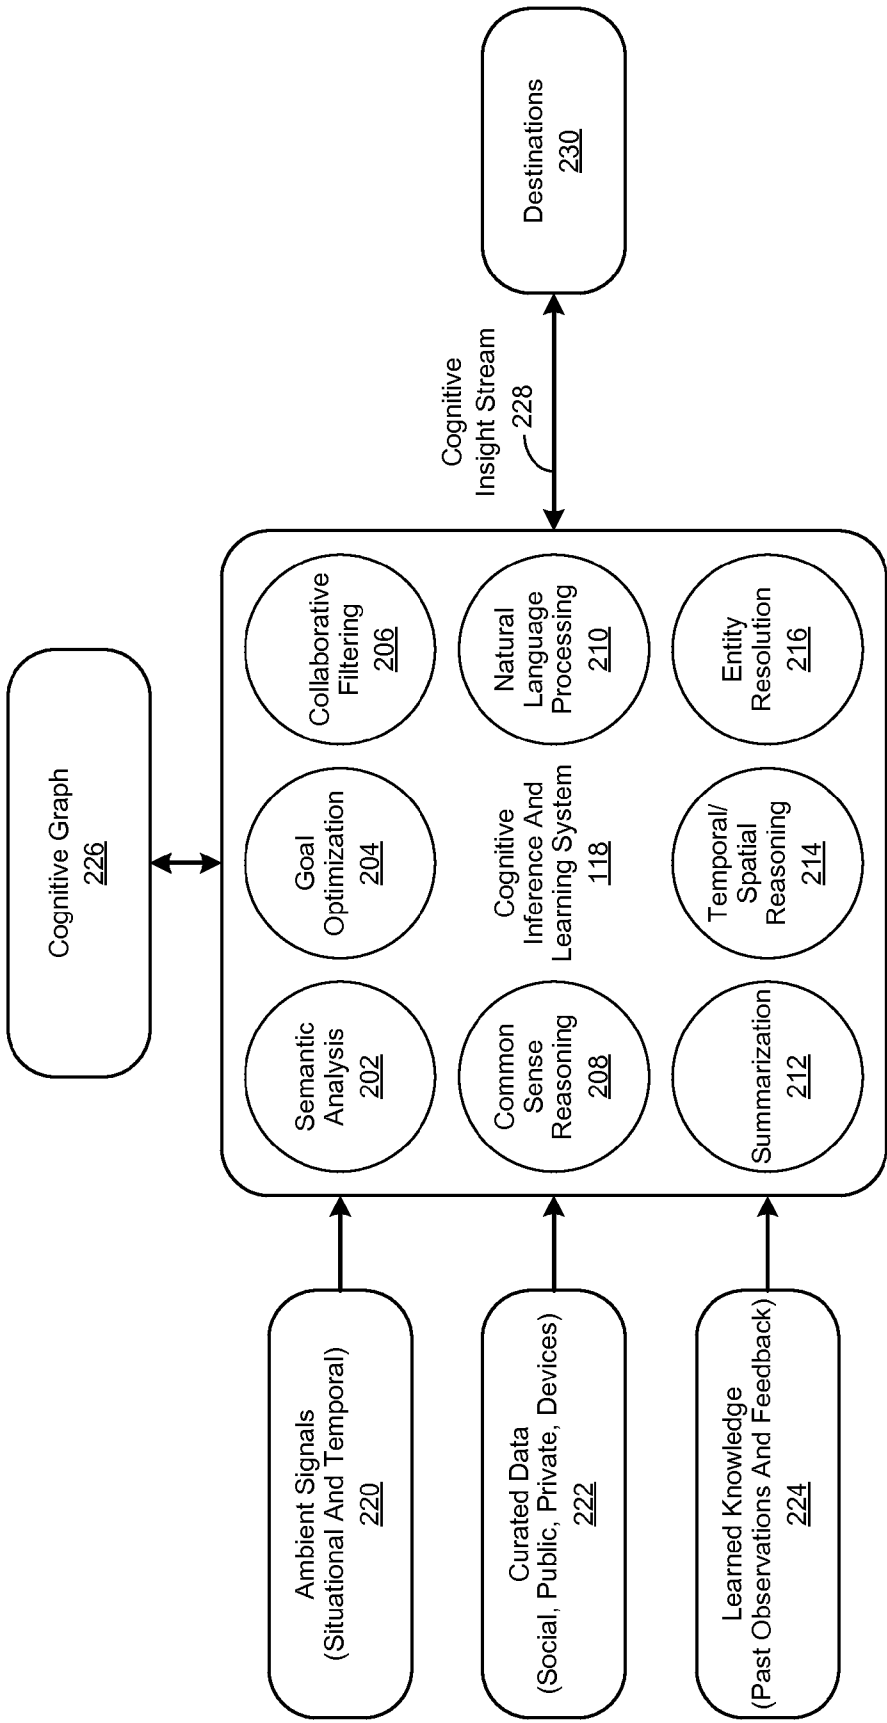 Cognitive Graph
226
Semantic
Analysis
202
Goal
Optimization
204
Collaborative
Filtering
206
Common
Sense
Reasoning
208
Cognitive
Inference And
Learning System
118
Natural
Language
Processing
210
Summarization
212
Temporal/
Spatial
Reasoning
214
Entity
Resolution
216
Ambient Signals
(Situational And Temporal)
220
Curated Data
(Social, Public, Private, Devices)
222
Learned Knowledge
(Past Observations And Feedback)
224
Cognitive
Insight Stream
228
Destinations
230